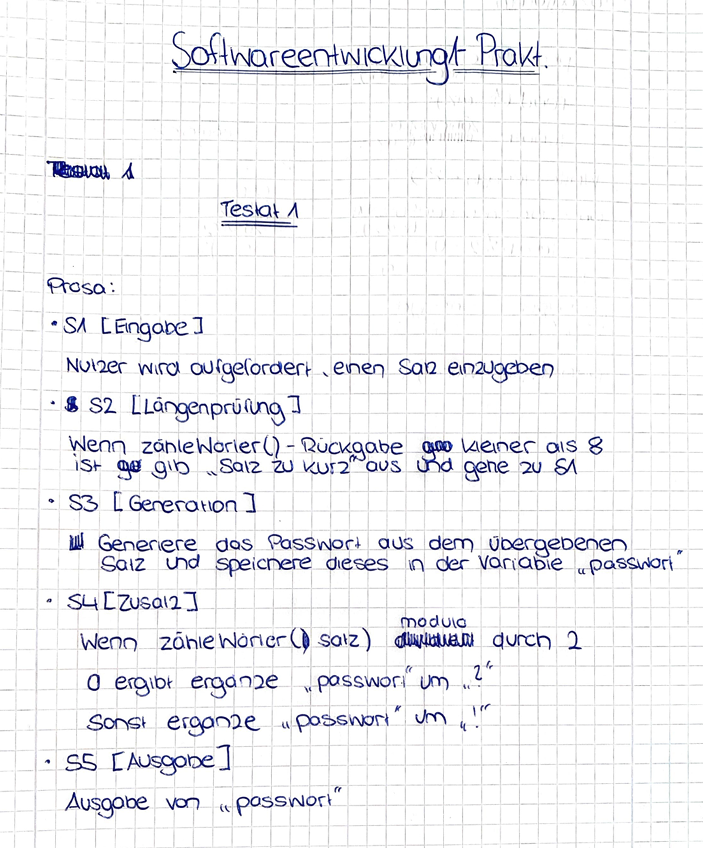 Softwareentwicklung 1 Prakt.
1
Testat 1
Prosa:
• S1 [Eingabe]
Nutzer wird aufgefordert, einen Satz einzugeben
• S2 [Längenprüfung]
Wenn zähleWörter()-Rückgabe kleiner als 8
ist gib „Satz zu kurz" aus und gehe zu S1
• S3 [Generation]
Generiere das Passwort aus dem übergebenen
Satz und speichere dieses in der Variable „passwort"
• S4 [Zusatz]
Wenn zähleWörter( satz) modulo durch 2
0 ergibt ergänze „passwort" um „?"
Sonst ergänze „passwort" um „!"
• S5 [Ausgabe]
Ausgabe von „passwort"